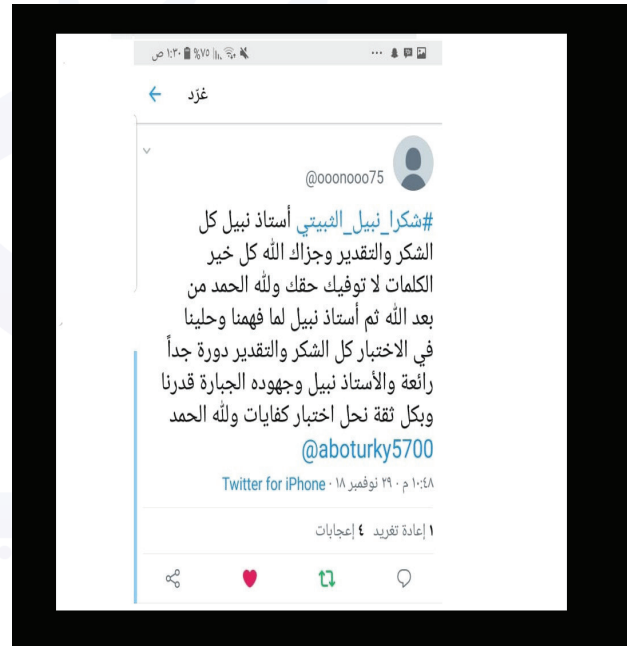 ١:٣٠ ص ٧٥% ...
غرّد
@ooonooo75
#شكرا_نبيل_الثبيتي أستاذ نبيل كل
الشكر والتقدير وجزاك الله كل خير
الكلمات لا توفيك حقك ولله الحمد من
بعد الله ثم أستاذ نبيل لما فهمنا وحلينا
في الاختبار كل الشكر والتقدير دورة جداً
رائعة والأستاذ نبيل وجهوده الجبارة قدرنا
وبكل ثقة نحل اختبار كفايات ولله الحمد
@aboturky5700
١٠:٤٨ م · ٢٩ نوفمبر ١٨ · Twitter for iPhone
١ إعادة تغريد ٤ إعجابات